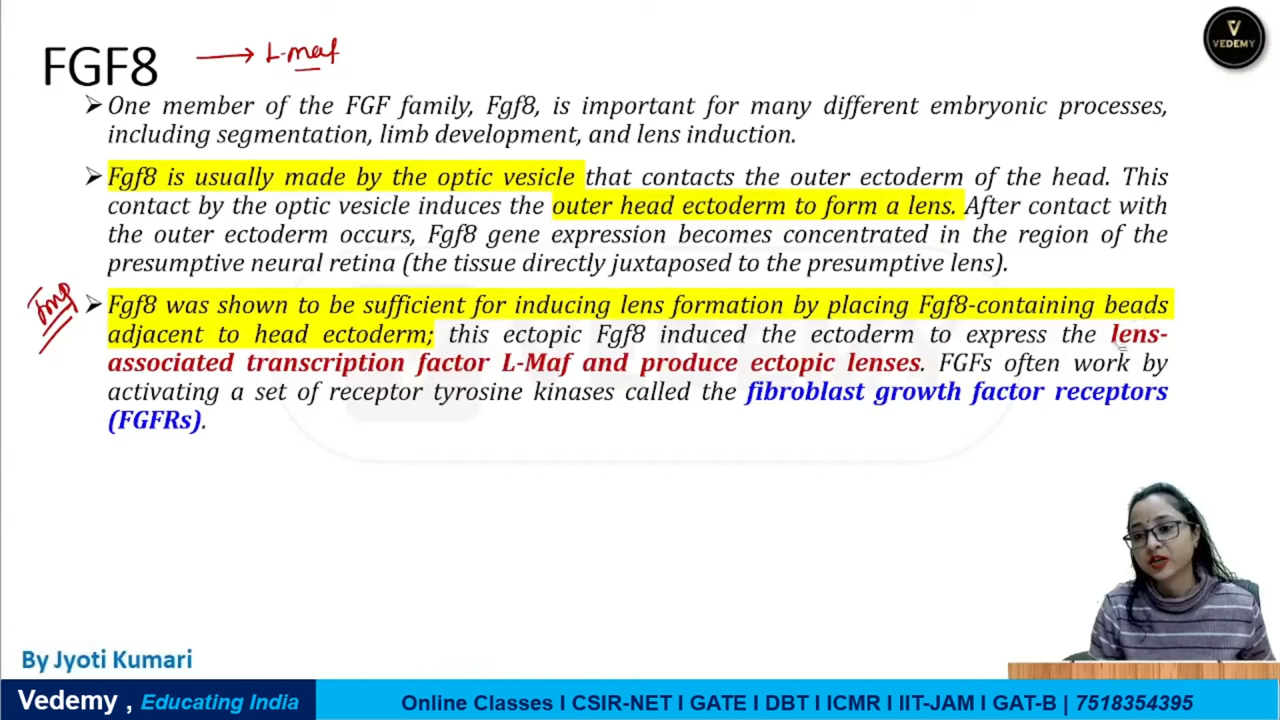 FGF8 → L-maf
VEDEMY
➢ One member of the FGF family, Fgf8, is important for many different embryonic processes,
including segmentation, limb development, and lens induction.
➢ Fgf8 is usually made by the optic vesicle that contacts the outer ectoderm of the head. This
contact by the optic vesicle induces the outer head ectoderm to form a lens. After contact with
the outer ectoderm occurs, Fgf8 gene expression becomes concentrated in the region of the
presumptive neural retina (the tissue directly juxtaposed to the presumptive lens).
Imp
➢ Fgf8 was shown to be sufficient for inducing lens formation by placing Fgf8-containing beads
adjacent to head ectoderm; this ectopic Fgf8 induced the ectoderm to express the lens-
associated transcription factor L-Maf and produce ectopic lenses. FGFs often work by
activating a set of receptor tyrosine kinases called the fibroblast growth factor receptors
(FGFRs).
By Jyoti Kumari
Vedemy , Educating India
Online Classes I CSIR-NET I GATE I DBT I ICMR I IIT-JAM I GAT-B | 7518354395